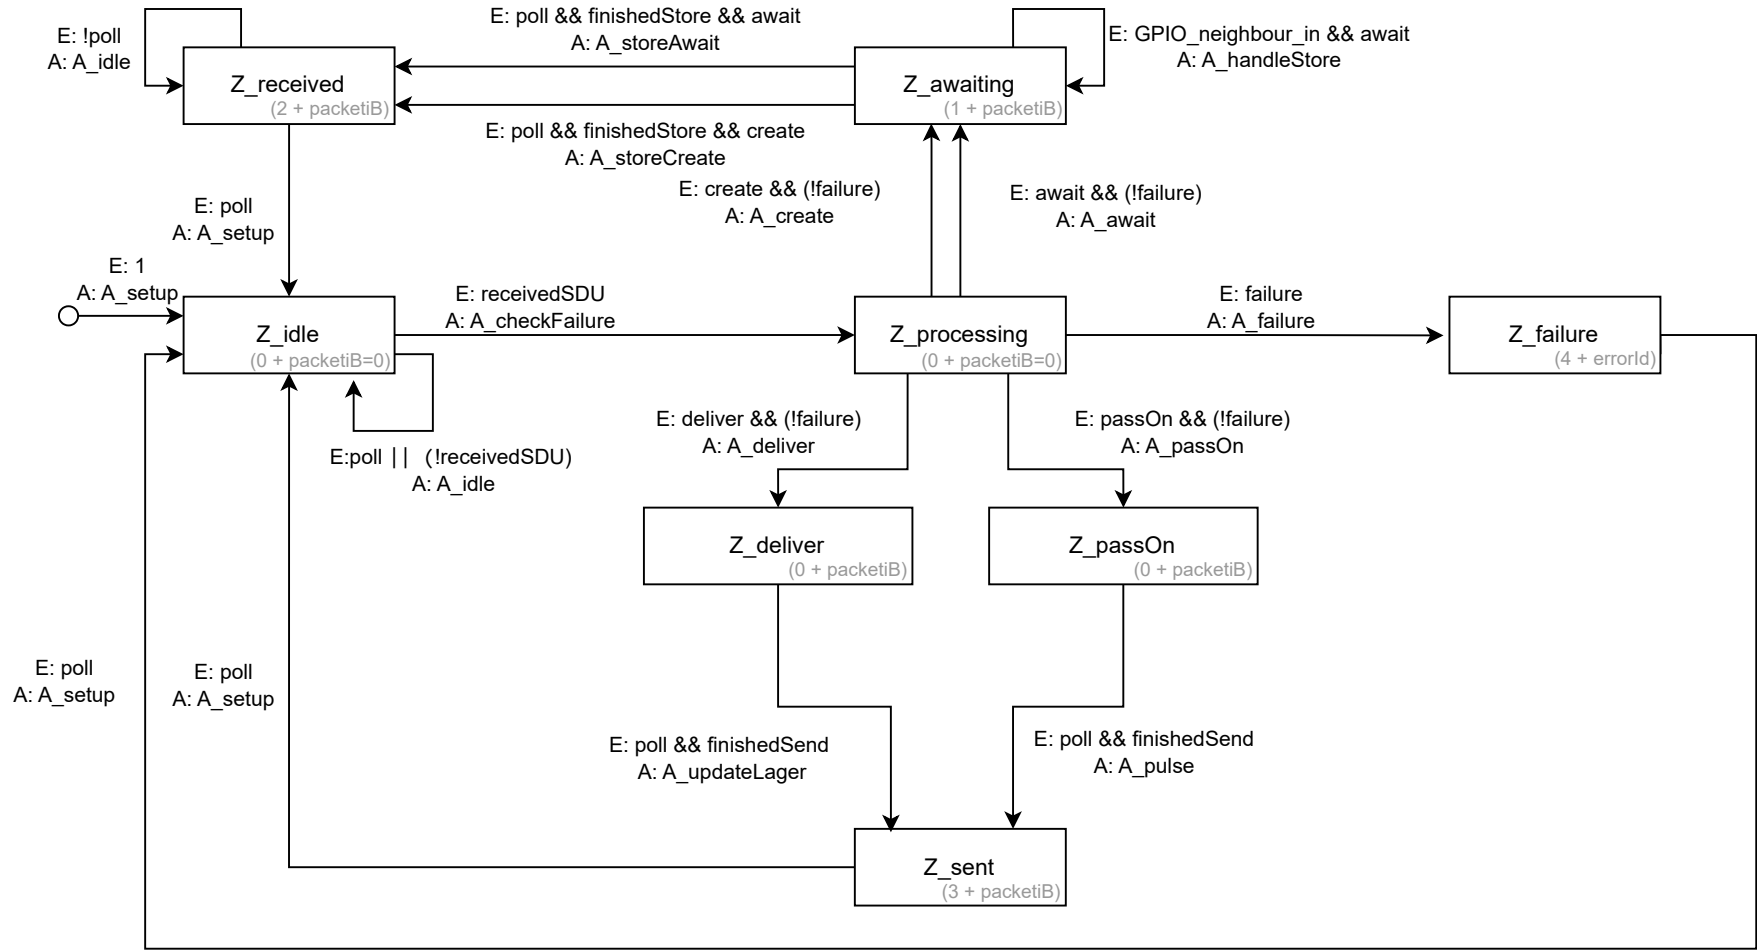 E: poll && finishedStore && await
A: A_storeAwait
E: !poll
A: A_idle
E: GPIO_neighbour_in && await
A: A_handleStore
Z_received
(2 + packetiB)
Z_awaiting
(1 + packetiB)
E: poll && finishedStore && create
A: A_storeCreate
E: create && (!failure)
A: A_create
E: await && (!failure)
A: A_await
E: poll
A: A_setup
E: 1
A: A_setup
E: receivedSDU
A: A_checkFailure
E: failure
A: A_failure
Z_idle
(0 + packetiB=0)
Z_processing
(0 + packetiB=0)
Z_failure
(4 + errorId)
E:poll || (!receivedSDU)
A: A_idle
E: deliver && (!failure)
A: A_deliver
E: passOn && (!failure)
A: A_passOn
Z_deliver
(0 + packetiB)
Z_passOn
(0 + packetiB)
E: poll
A: A_setup
E: poll
A: A_setup
E: poll && finishedSend
A: A_updateLager
E: poll && finishedSend
A: A_pulse
Z_sent
(3 + packetiB)